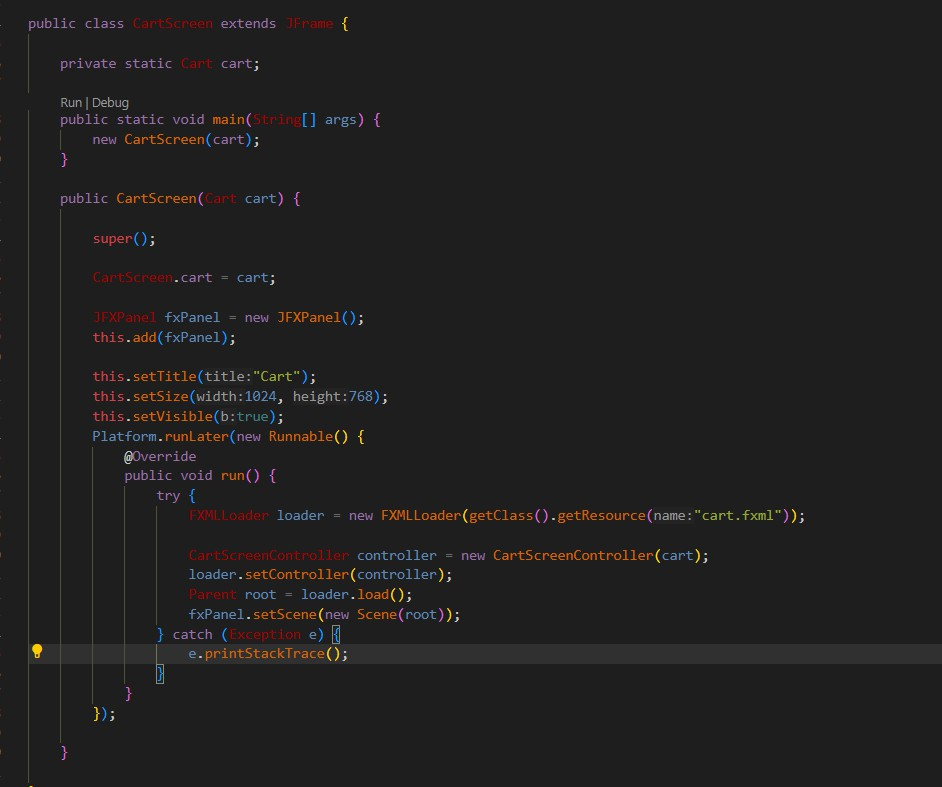 public class CartScreen extends JFrame {
private static Cart cart;
Run | Debug
public static void main(String[] args) {
new CartScreen(cart);
}
public CartScreen(Cart cart) {
super();
CartScreen.cart = cart;
JFXPanel fxPanel = new JFXPanel();
this.add(fxPanel);
this.setTitle(title:"Cart");
this.setSize(width:1024, height:768);
this.setVisible(b:true);
Platform.runLater(new Runnable() {
@Override
public void run() {
try {
FXMLLoader loader = new FXMLLoader(getClass().getResource(name:"cart.fxml"));
CartScreenController controller = new CartScreenController(cart);
loader.setController(controller);
Parent root = loader.load();
fxPanel.setScene(new Scene(root));
} catch (Exception e) {
e.printStackTrace();
}
}
});
}